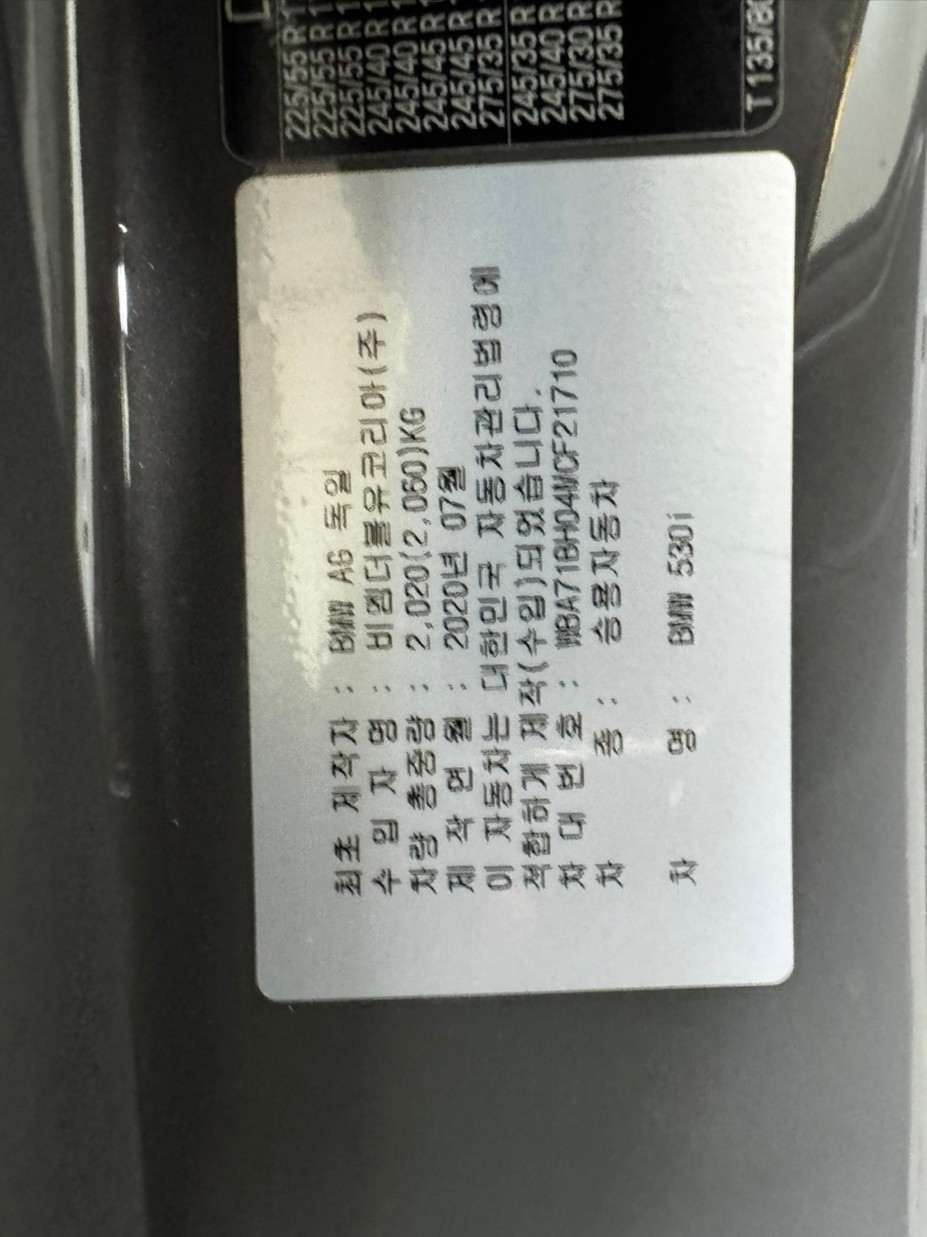 225/55 R
225/55 R
225/55 R
245/40 R
245/40 R
245/45 R
245/45 R
275/35 R
245/35 R
245/40 R
275/30 R
275/35 R
T135/80
최초 제작자 : BMW AG 독일
수 입 자 명 : 비엠더블유코리아(주)
차량 총중량 : 2,020(2,060)KG
제 작 연 월 : 2020년 07월
이 자동차는 대한민국 자동차관리법령에
적합하게 제작(수입)되었습니다.
차 대 번 호 : WBA71BH04WCF21710
차 종 : 승용자동차
차 명 : BMW 530i